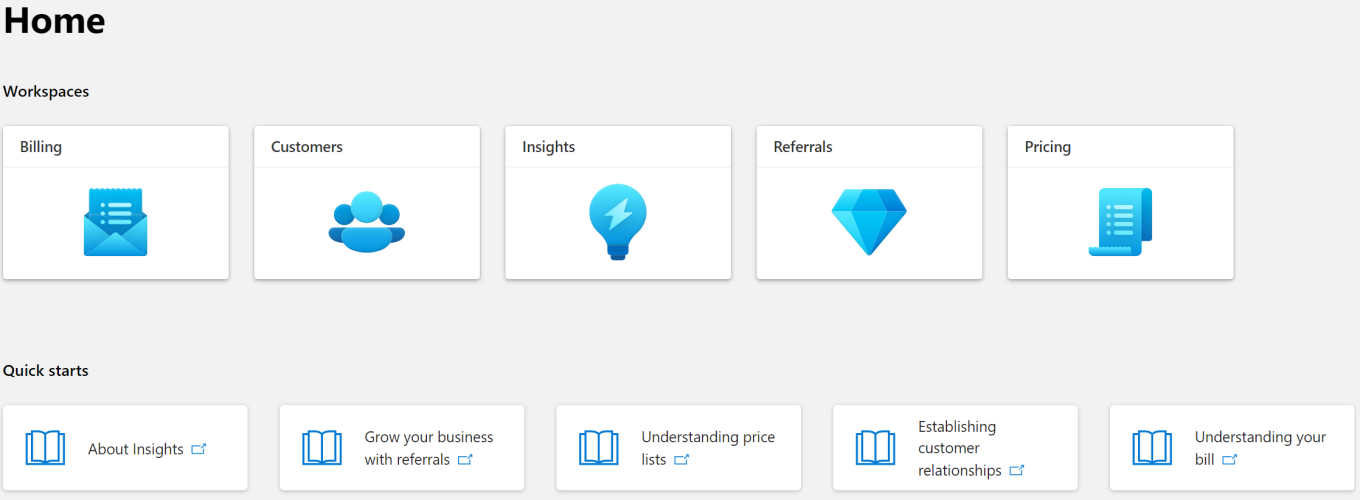 Home
Workspaces
Billing
Customers
Insights
Referrals
Pricing
Quick starts
About Insights
Grow your business
with referrals
Understanding price
lists
Establishing
customer
relationships
Understanding your
bill